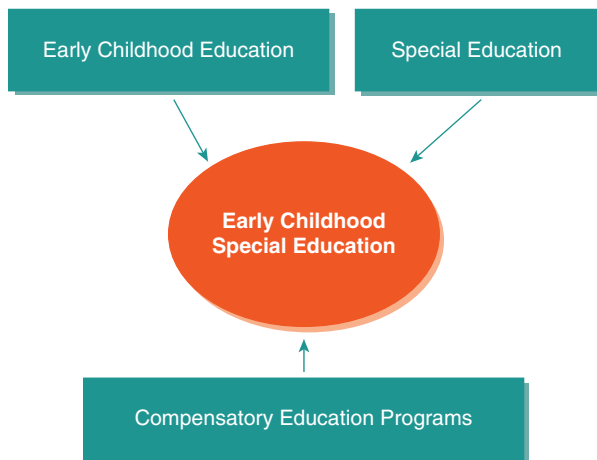 Early Childhood Education
Special Education
Early Childhood
Special Education
Compensatory Education Programs